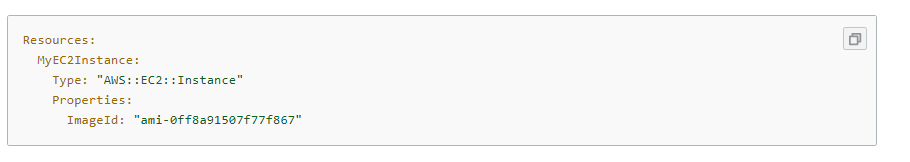 Resources:
  MyEC2Instance:
    Type: "AWS::EC2::Instance"
    Properties:
      ImageId: "ami-0ff8a91507f77f867"